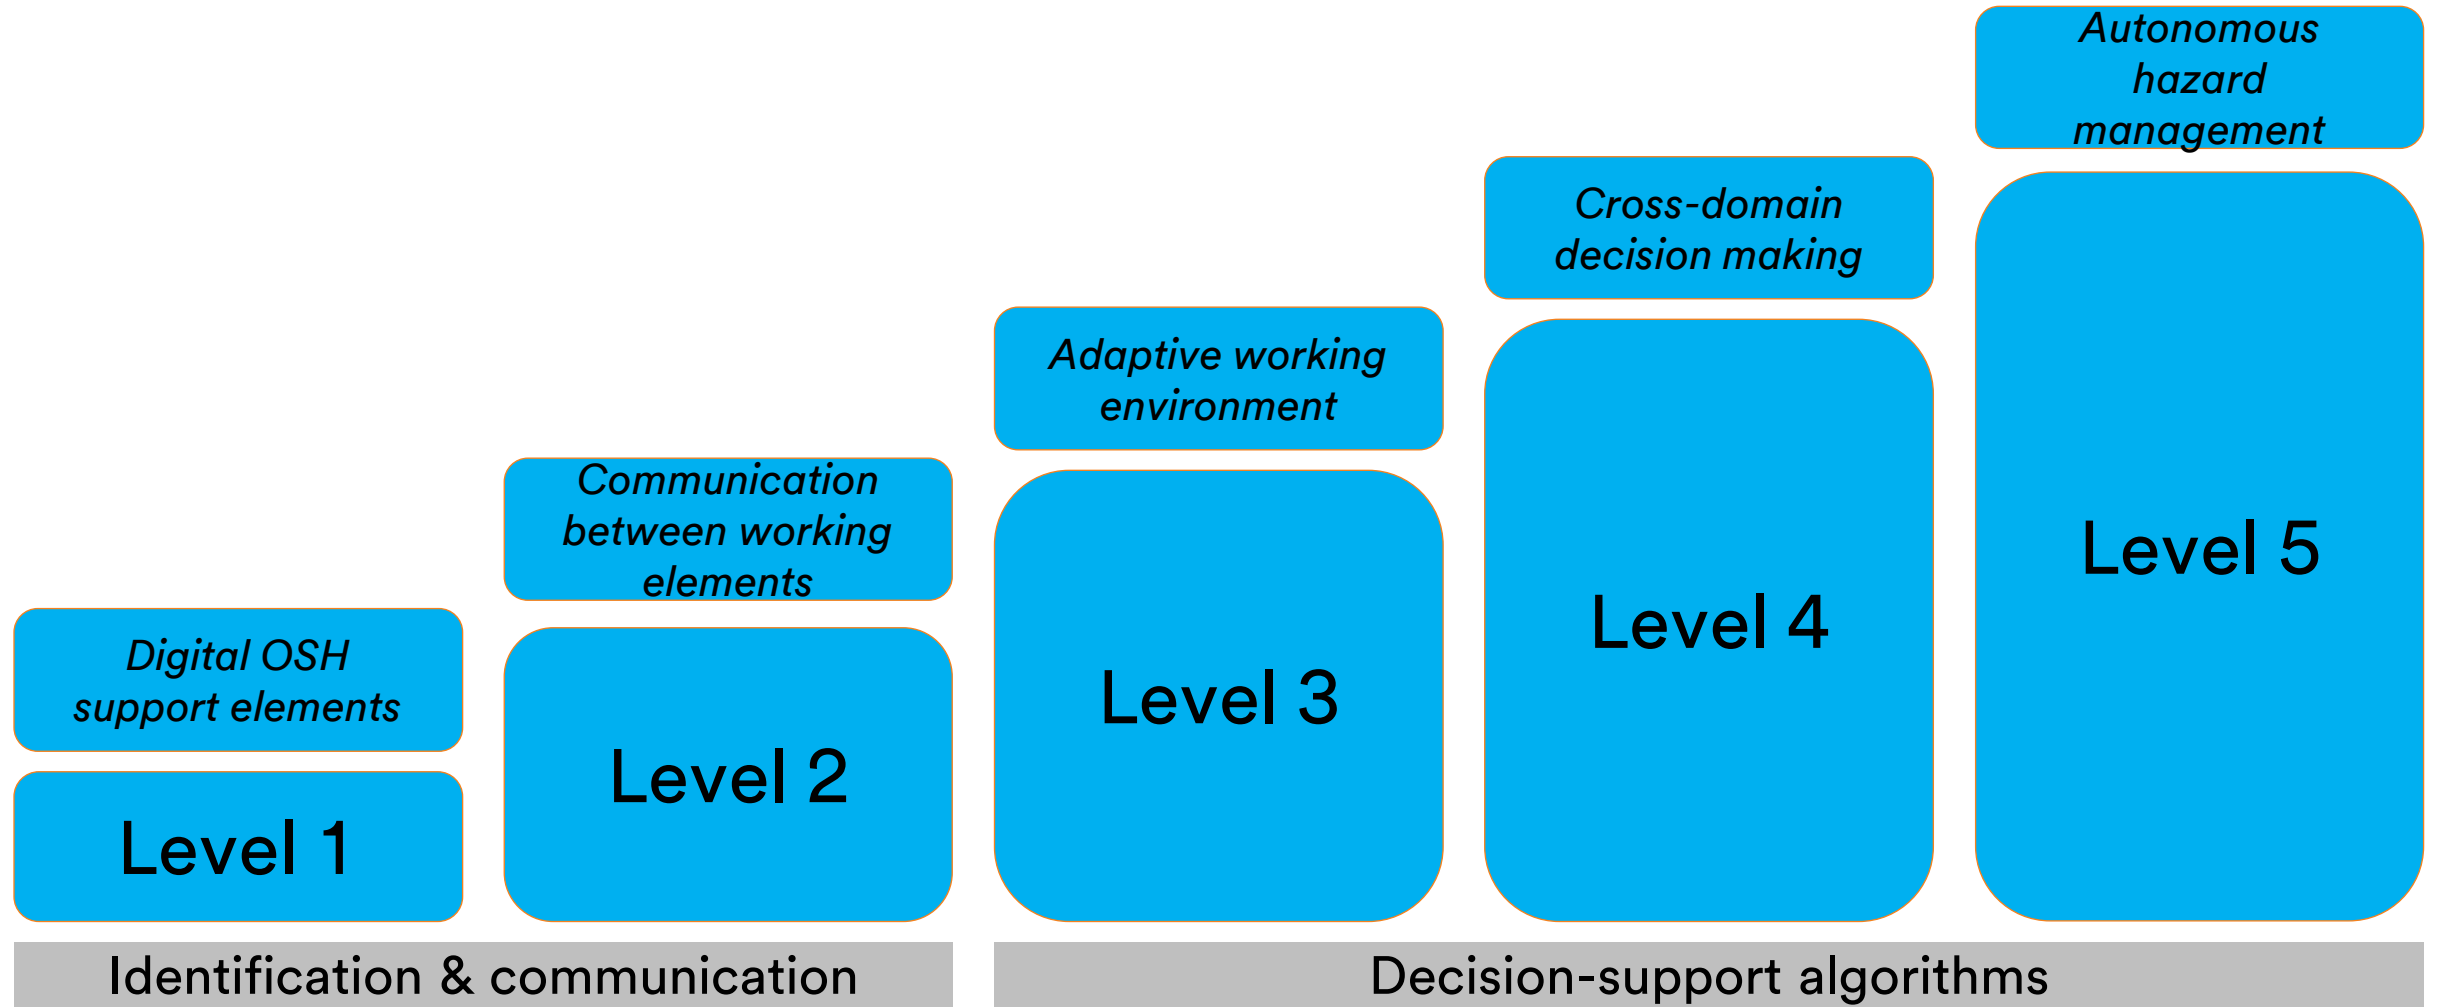 Digital OSH
support elements
Level 1
Communication
between working
elements
Level 2
Adaptive working
environment
Level 3
Cross-domain
decision making
Level 4
Autonomous
hazard
management
Level 5
Identification & communication
Decision-support algorithms